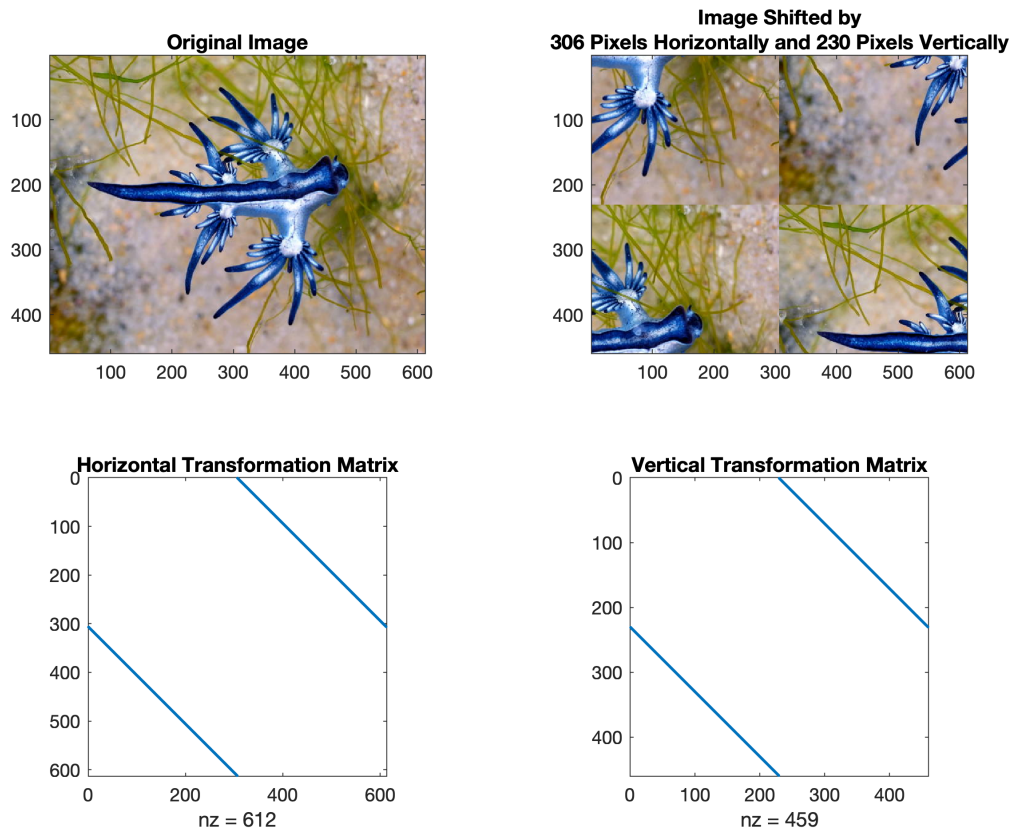 Original Image
100
200
300
400
100 200 300 400 500 600
Image Shifted by
306 Pixels Horizontally and 230 Pixels Vertically
100
200
300
400
100 200 300 400 500 600
Horizontal Transformation Matrix
0
100
200
300
400
500
600
0 200 400 600
nz = 612
Vertical Transformation Matrix
0
100
200
300
400
0 200 400
nz = 459